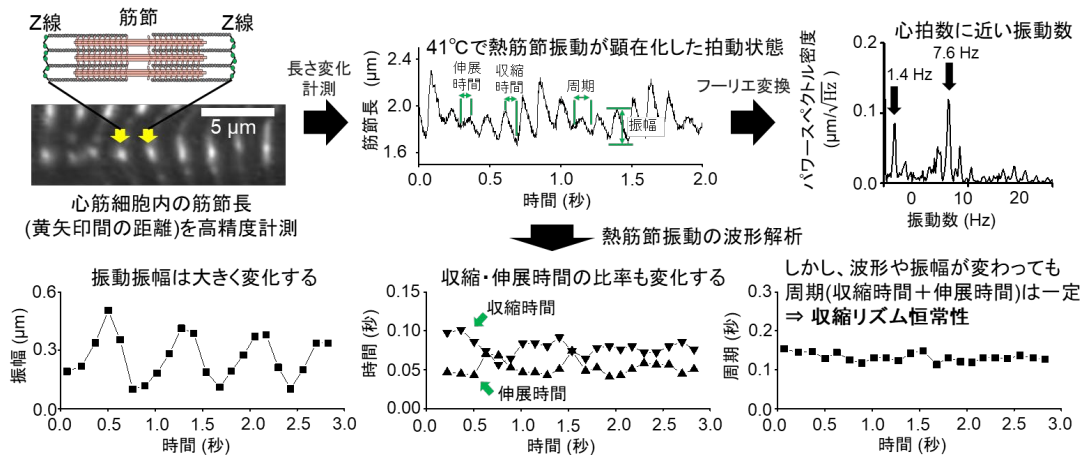 Z線
筋節
Z線
5 µm
心筋細胞内の筋節長
(黄矢印間の距離)を高精度計測
長さ変化
計測
41℃で熱筋節振動が顕在化した拍動状態
筋節長 (µm)
2.4
2.0
1.6
伸展
時間
収縮
時間
周期
振幅
0.0 0.5 1.0 1.5 2.0
時間 (秒)
フーリエ変換
心拍数に近い振動数
7.6 Hz
1.4 Hz
パワースペクトル密度
(µm/√Hz)
0.2
0.1
0.0
0 10 20
振動数 (Hz)
熱筋節振動の波形解析
振動振幅は大きく変化する
振幅 (µm)
0.6
0.3
0.0
0.0 0.5 1.0 1.5 2.0 2.5 3.0
時間 (秒)
収縮・伸展時間の比率も変化する
時間 (秒)
0.15
0.10
0.05
0.00
収縮時間
伸展時間
0.0 0.5 1.0 1.5 2.0 2.5 3.0
時間 (秒)
しかし、波形や振幅が変わっても
周期(収縮時間＋伸展時間)は一定
⇒ 収縮リズム恒常性
周期 (秒)
0.3
0.2
0.1
0.0
0.0 0.5 1.0 1.5 2.0 2.5 3.0
時間 (秒)